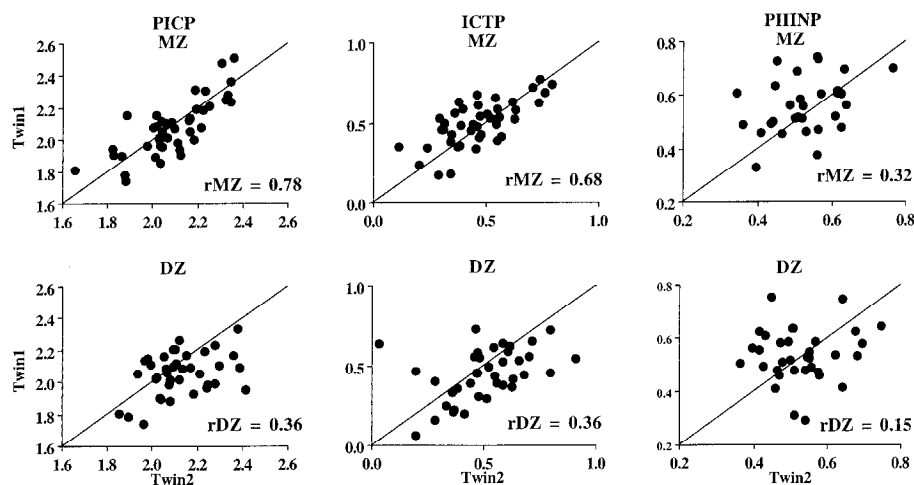 PICP
MZ
Twin1
2.6
2.4
2.2
2.0
1.8
1.6
1.6 1.8 2.0 2.2 2.4 2.6
rMZ = 0.78
ICTP
MZ
1.0
0.5
0.0
0.0 0.5 1.0
rMZ = 0.68
PIIINP
MZ
0.8
0.6
0.4
0.2
0.2 0.4 0.6 0.8
rMZ = 0.32
DZ
Twin1
2.6
2.4
2.2
2.0
1.8
1.6
1.6 1.8 2.0 2.2 2.4 2.6
Twin2
rDZ = 0.36
DZ
1.0
0.5
0.0
0.0 0.5 1.0
Twin2
rDZ = 0.36
DZ
0.8
0.6
0.4
0.2
0.2 0.4 0.6 0.8
Twin2
rDZ = 0.15